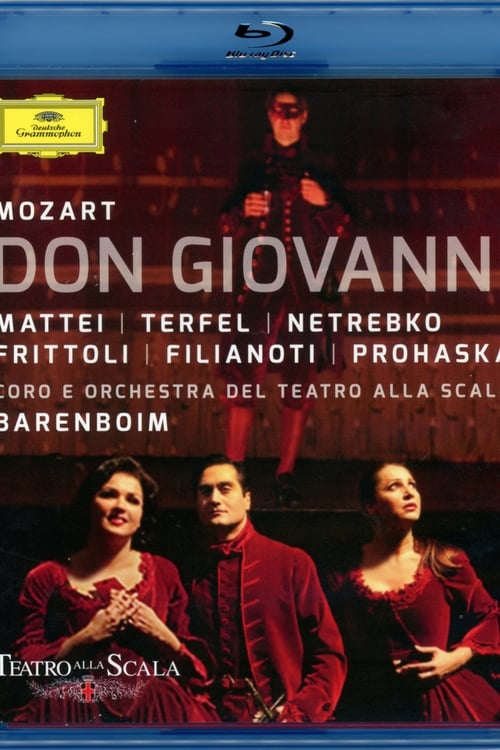 Blu-ray Disc
Deutsche
Grammophon
MOZART
DON GIOVANN
MATTEI | TERFEL | NETREBKO
FRITTOLI | FILIANOTI | PROHASKA
CORO E ORCHESTRA DEL TEATRO ALLA SCAL
BARENBOIM
TEATRO ALLA SCALA